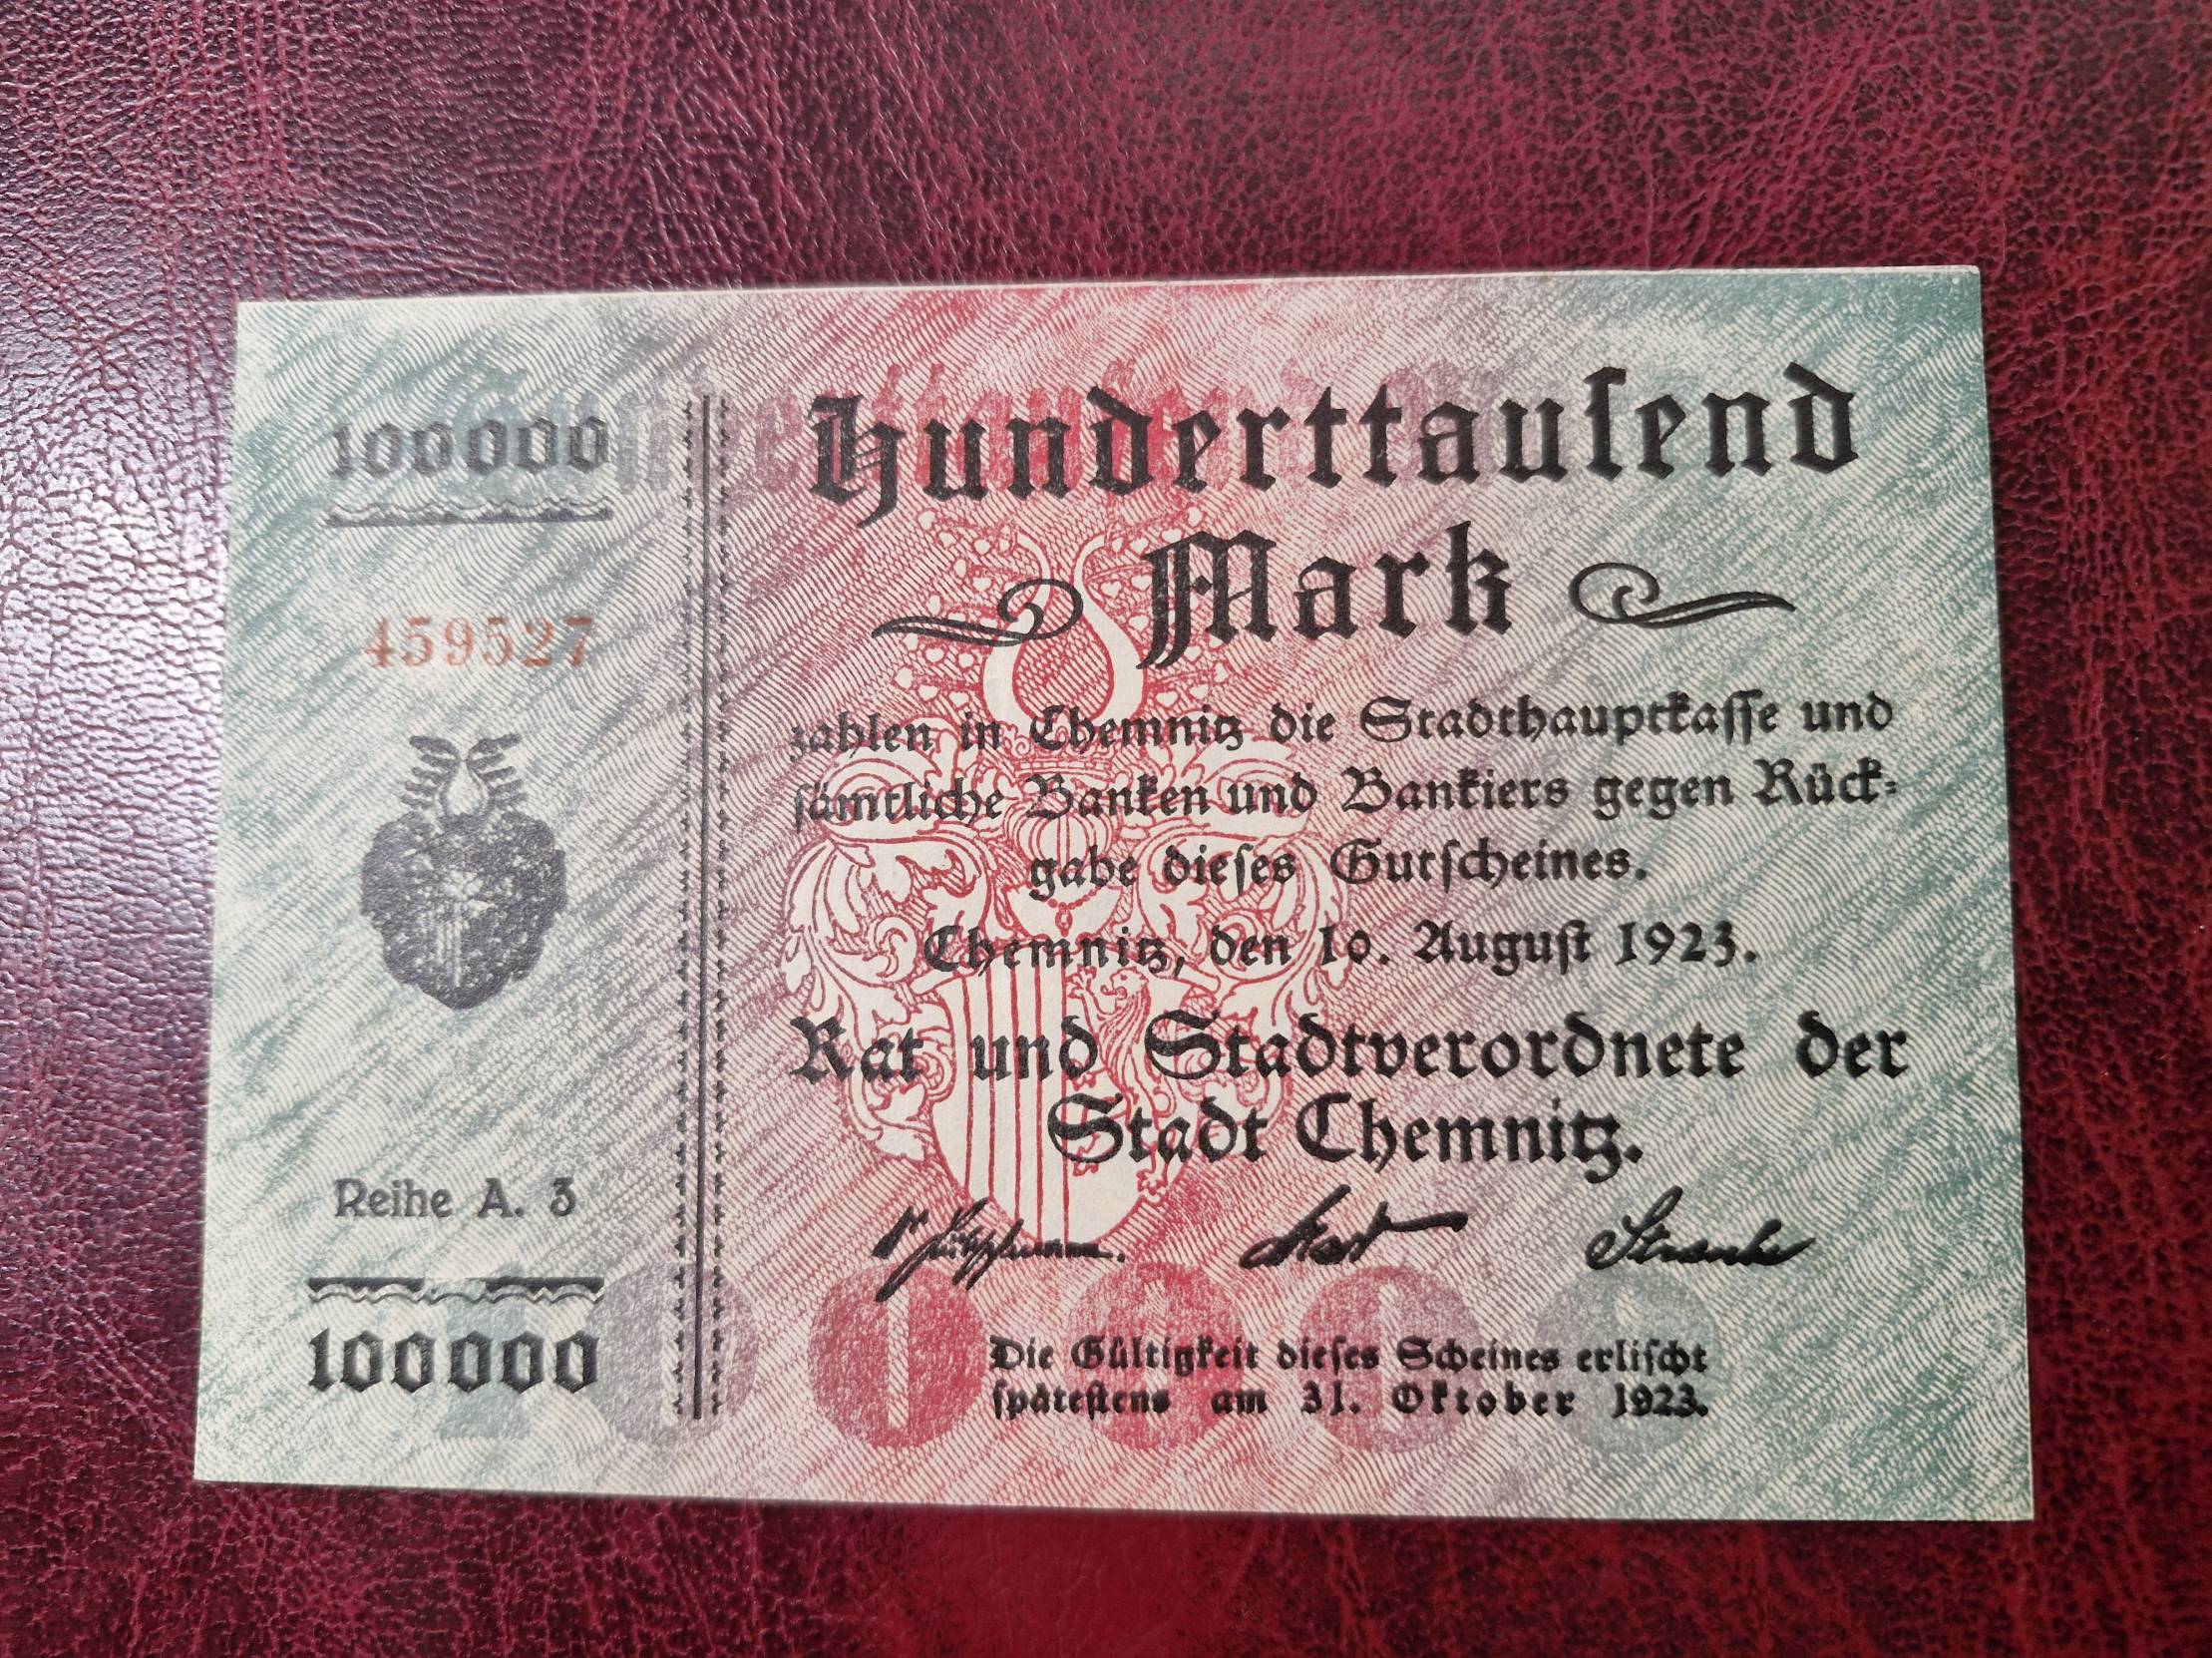 100000
459527
Reihe A. 3
100000
Hunderttausend
Mark
zahlen in Chemnitz die Stadthauptkasse und
sämtliche Banken und Bankiers gegen Rück-
gabe dieses Gutscheines.
Chemnitz, den 10. August 1923.
Rat und Stadtverordnete der
Stadt Chemnitz.
Die Gültigkeit dieses Scheines erlischt
spätestens am 31. Oktober 1923.